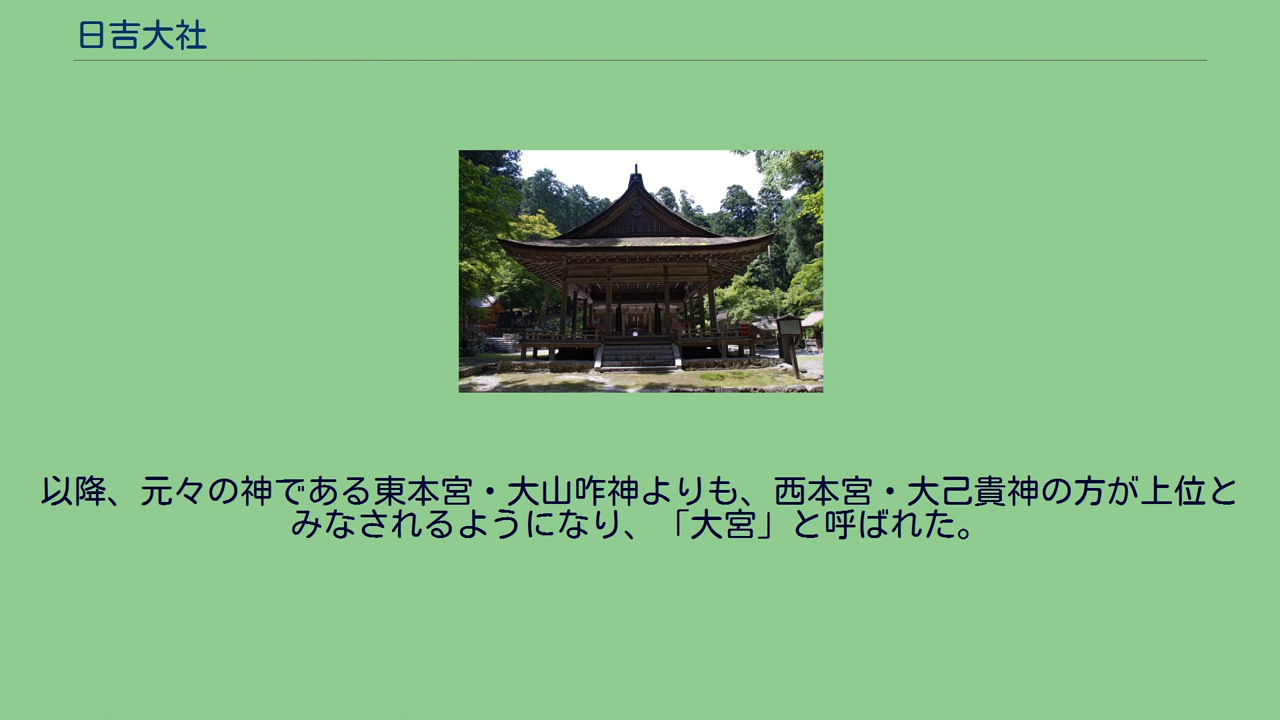 日吉大社
以降、元々の神である東本宮・大山咋神よりも、西本宮・大己貴神の方が上位と
みなされるようになり、「大宮」と呼ばれた。